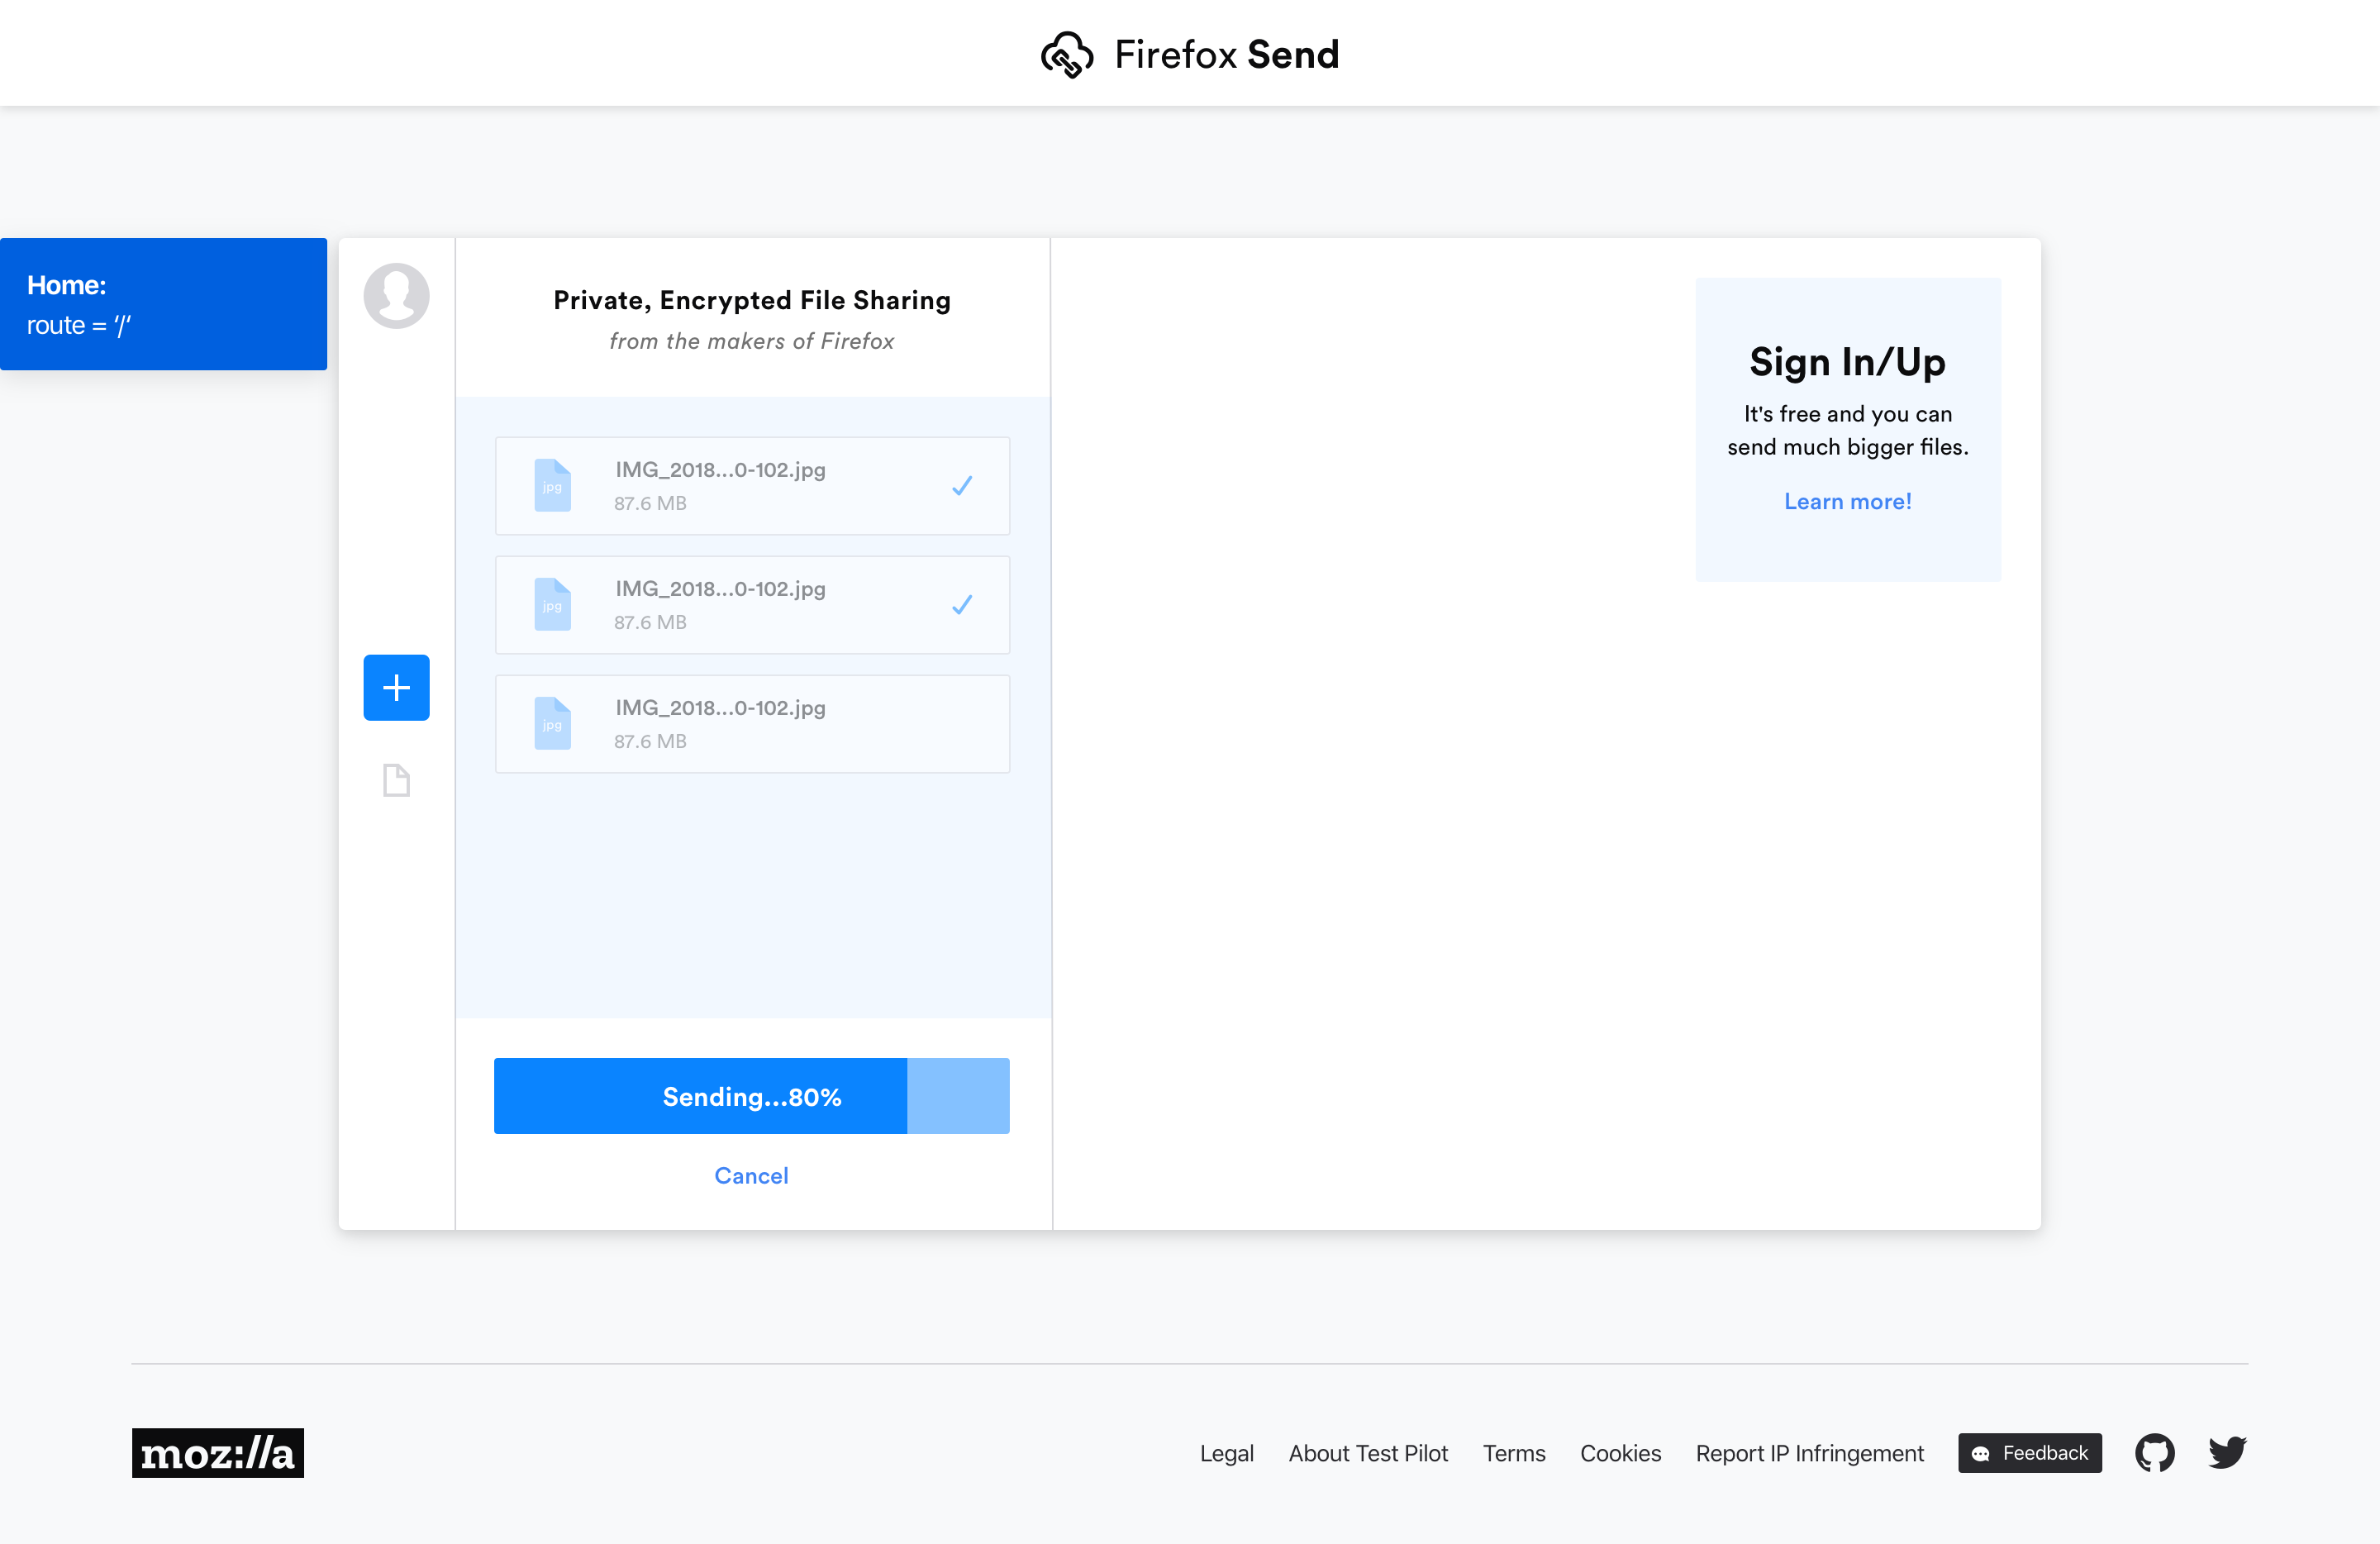 Firefox Send
Home:
route = ‘/‘
Private, Encrypted File Sharing
from the makers of Firefox
IMG_2018...0-102.jpg
jpg
87.6 MB
IMG_2018...0-102.jpg
jpg
87.6 MB
IMG_2018...0-102.jpg
jpg
87.6 MB
Sending...80%
Cancel
Sign In/Up
It's free and you can
send much bigger files.
Learn more!
moz://a
Legal
About Test Pilot
Terms
Cookies
Report IP Infringement
Feedback